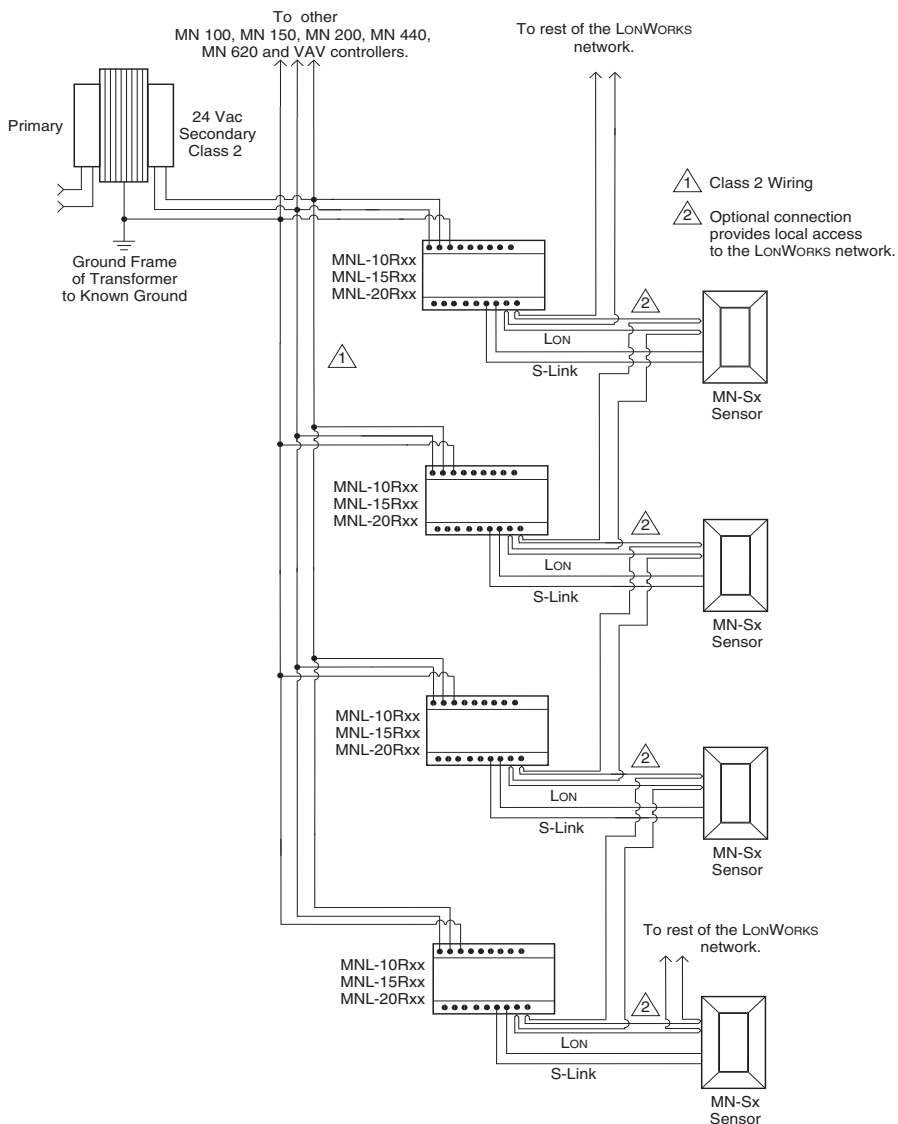 To other
MN 100, MN 150, MN 200, MN 440,
MN 620 and VAV controllers.
To rest of the LONWORKS
network.
Primary
24 Vac
Secondary
Class 2
1 Class 2 Wiring
2 Optional connection
provides local access
to the LONWORKS network.
Ground Frame
of Transformer
to Known Ground
MNL-10Rxx
MNL-15Rxx
MNL-20Rxx
2
LON
S-Link
MN-Sx
Sensor
1
MNL-10Rxx
MNL-15Rxx
MNL-20Rxx
2
LON
S-Link
MN-Sx
Sensor
MNL-10Rxx
MNL-15Rxx
MNL-20Rxx
2
LON
S-Link
MN-Sx
Sensor
To rest of the LONWORKS
network.
MNL-10Rxx
MNL-15Rxx
MNL-20Rxx
2
LON
S-Link
MN-Sx
Sensor